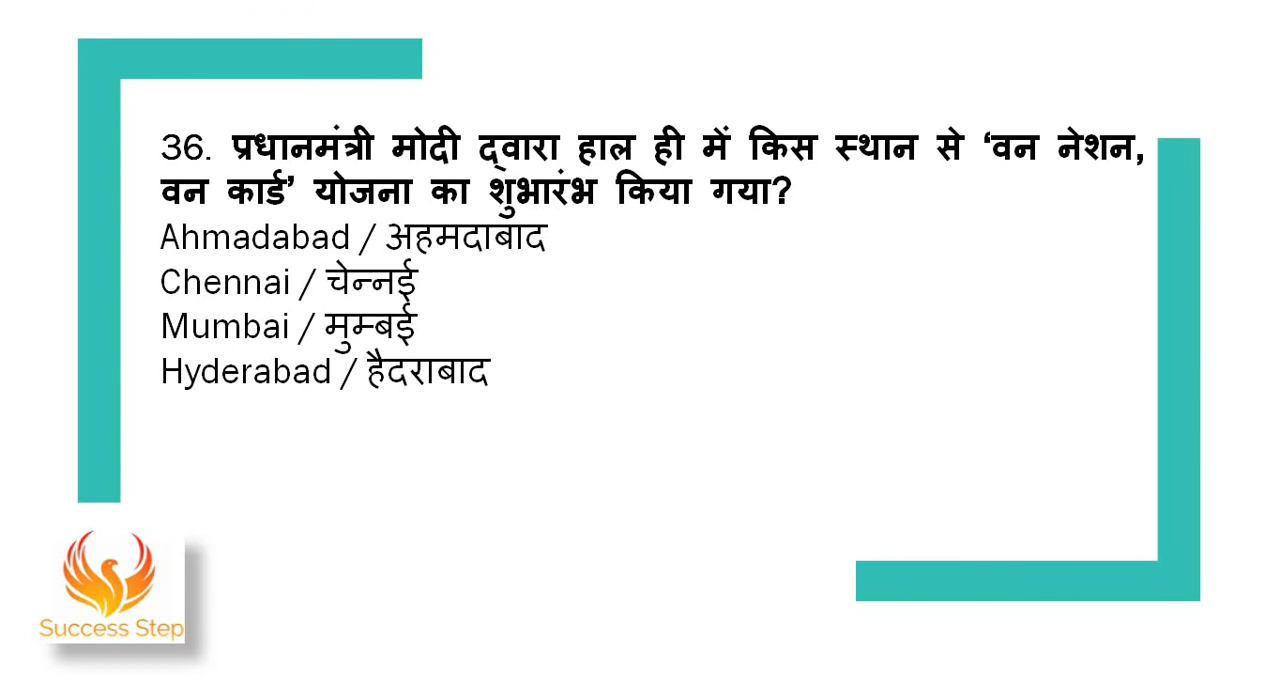 36. प्रधानमंत्री मोदी द्वारा हाल ही में किस स्थान से ‘वन नेशन,
वन कार्ड’ योजना का शुभारंभ किया गया?
Ahmadabad / अहमदाबाद
Chennai / चेन्नई
Mumbai / मुम्बई
Hyderabad / हैदराबाद
Success Step